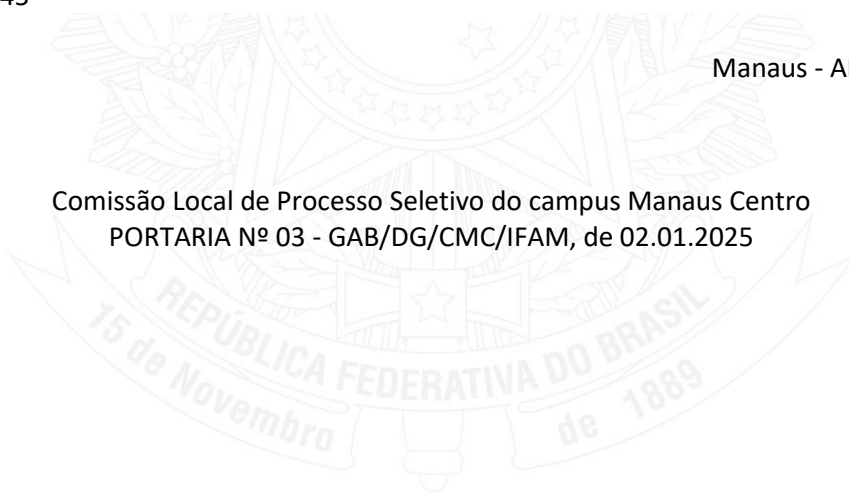 Manaus - A
Comissão Local de Processo Seletivo do campus Manaus Centro
PORTARIA Nº 03 - GAB/DG/CMC/IFAM, de 02.01.2025
REPÚBLICA FEDERATIVA DO BRASIL
15 de Novembro de 1889